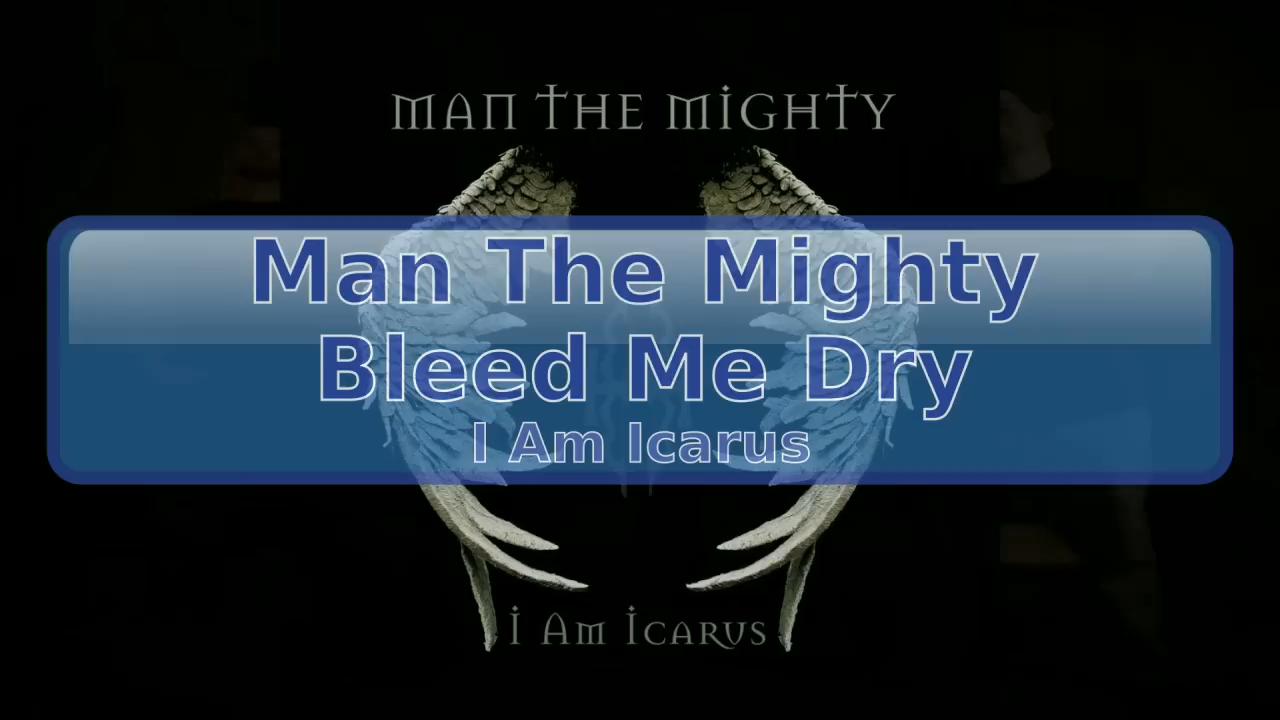 MAN THE MiGHTY
Man The Mighty
Bleed Me Dry
I Am Icarus
i Am iCARUS